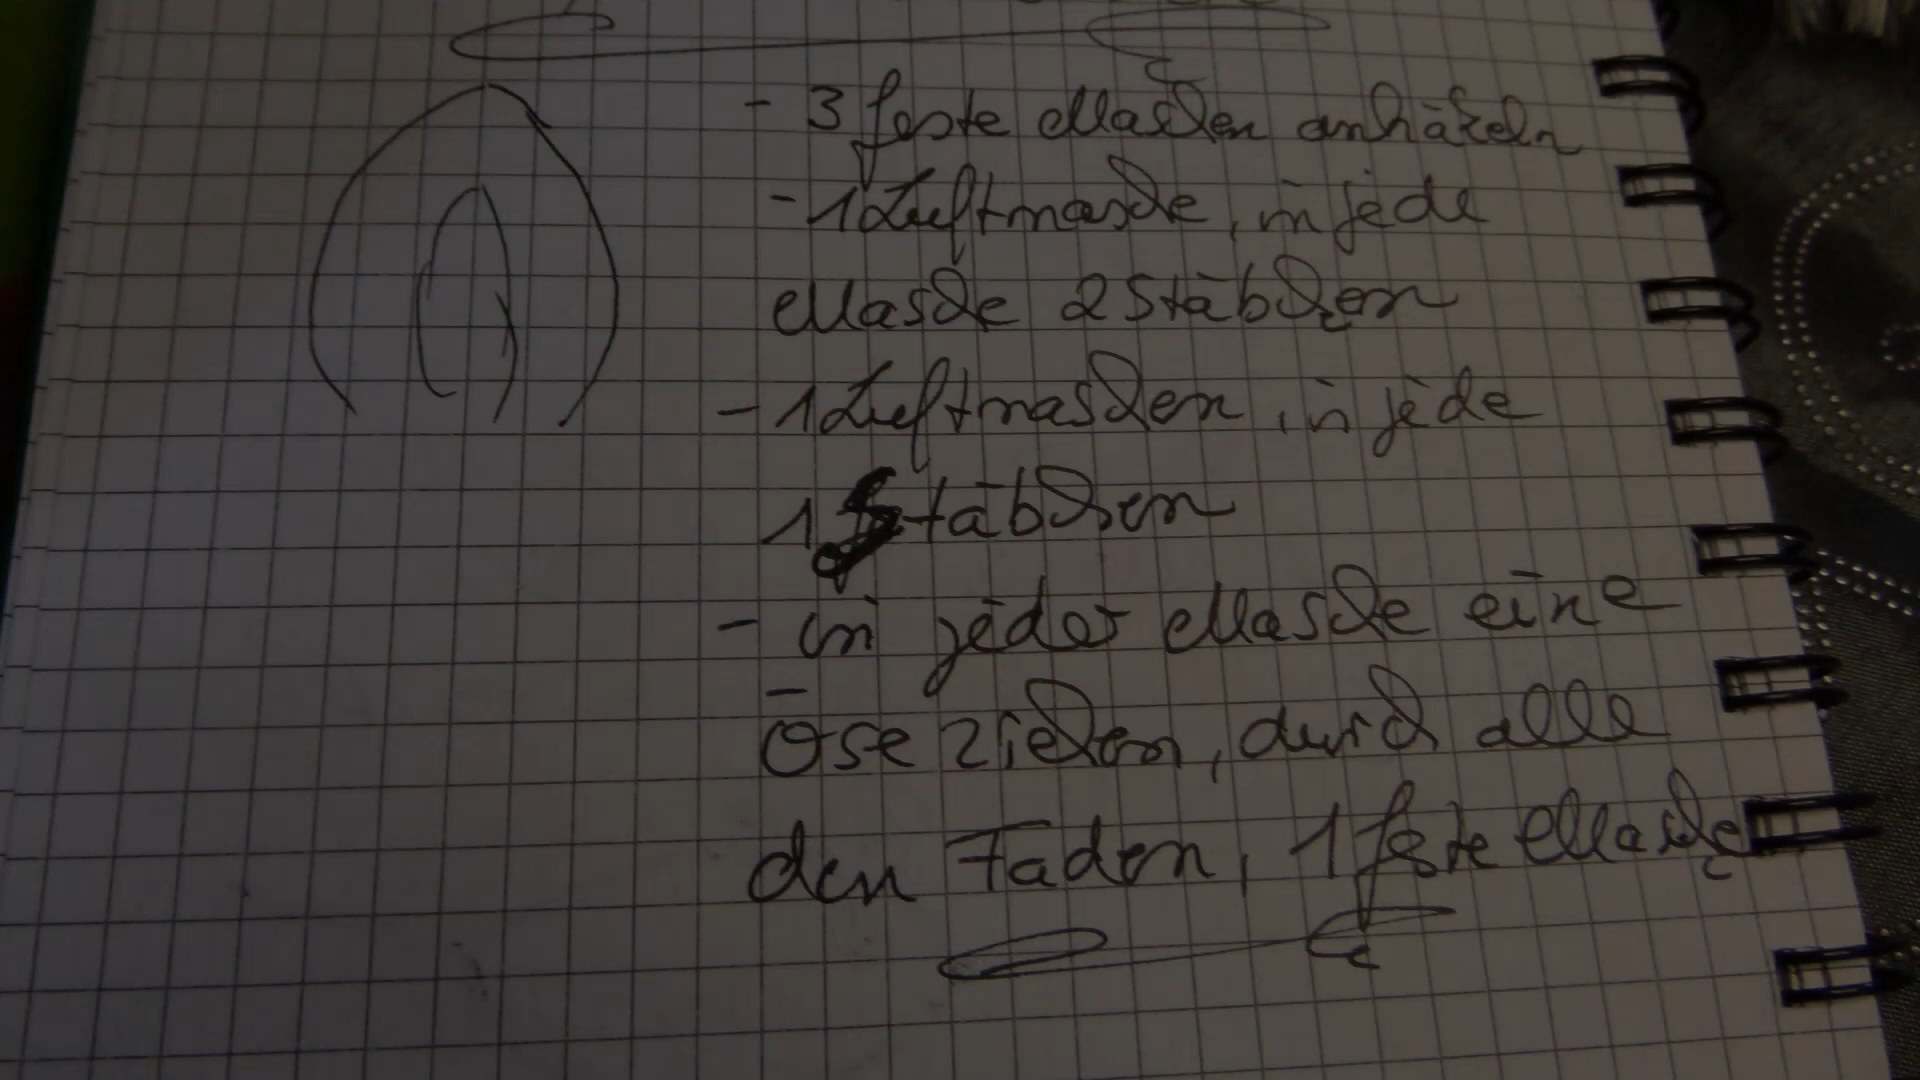 - 3 feste Maschen anhäkeln
- 1 Luftmasche, in jede
Masche 2 Stäbchen
- 1 Luftmaschen, in jede
1 Stäbchen
- in jeder Masche eine
Öse ziehen, durch alle
den Faden, 1 feste Masche